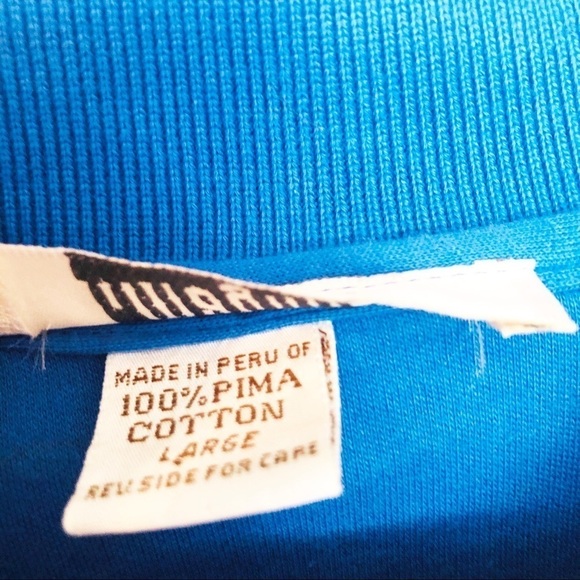 MADE IN PERU OF
100% PIMA
COTTON
LARGE
REV. SIDE FOR CARE